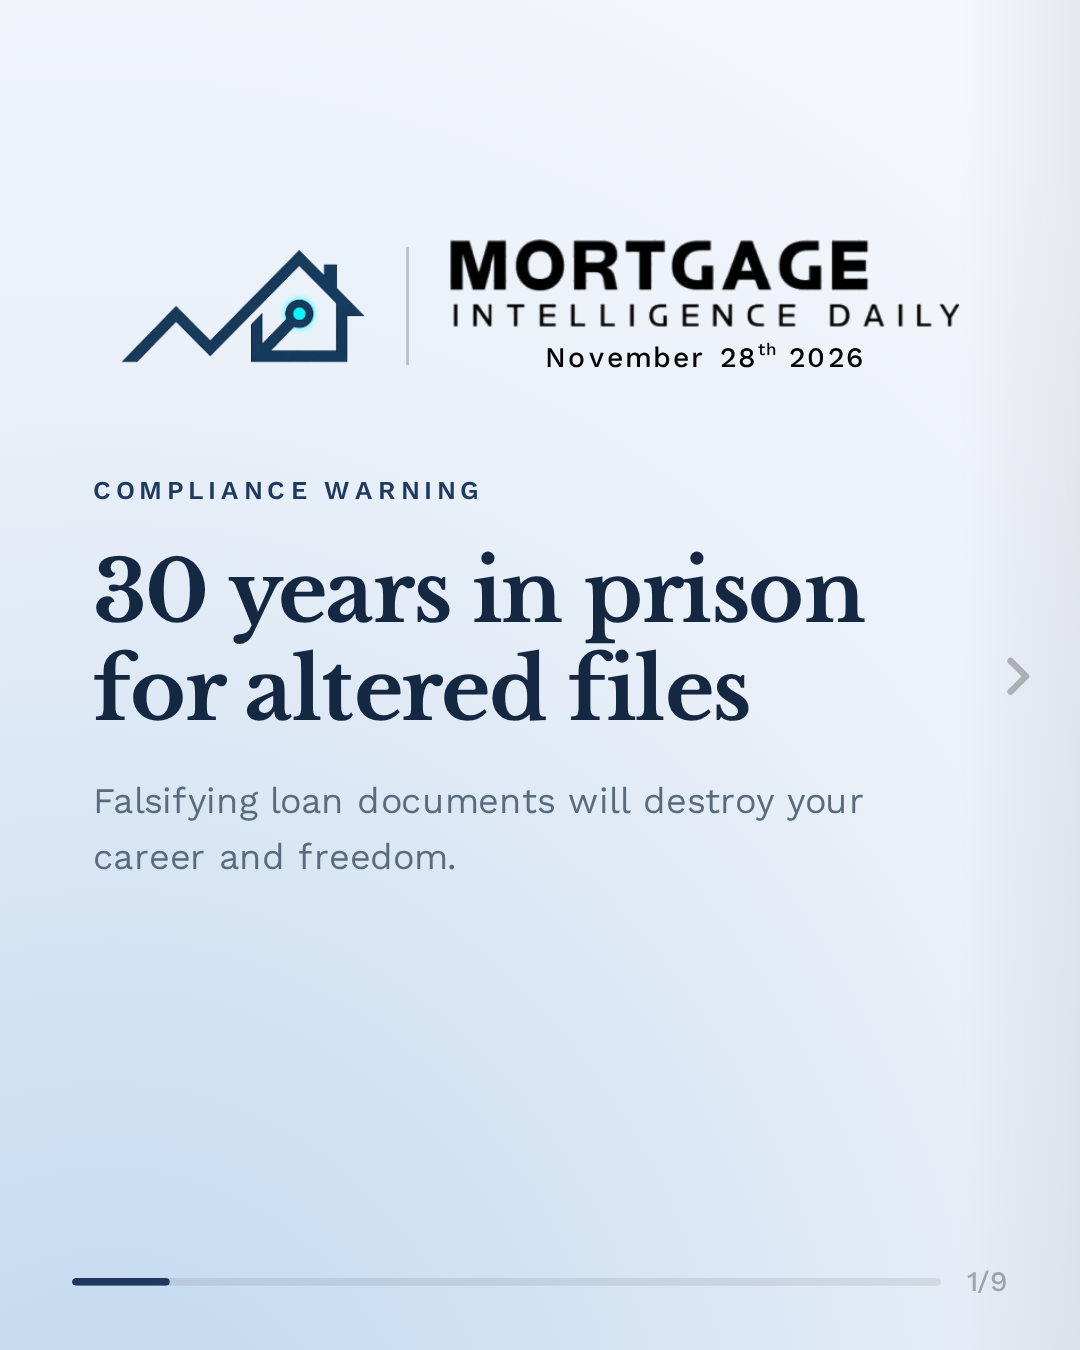 MORTGAGE
INTELLIGENCE DAILY
November 28th 2026
COMPLIANCE WARNING
30 years in prison
for altered files
Falsifying loan documents will destroy your
career and freedom.
1/9